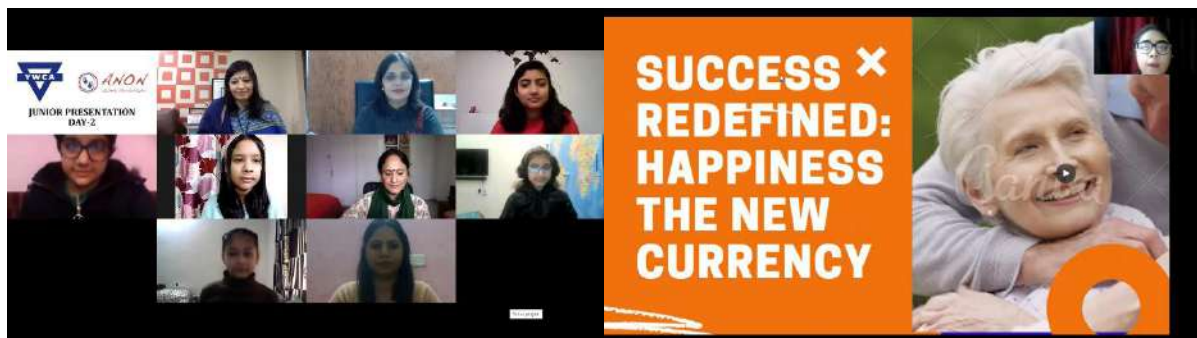 YWCA
ANON
JUNIOR PRESENTATION
DAY-2
SUCCESS
REDEFINED:
HAPPINESS
THE NEW
CURRENCY